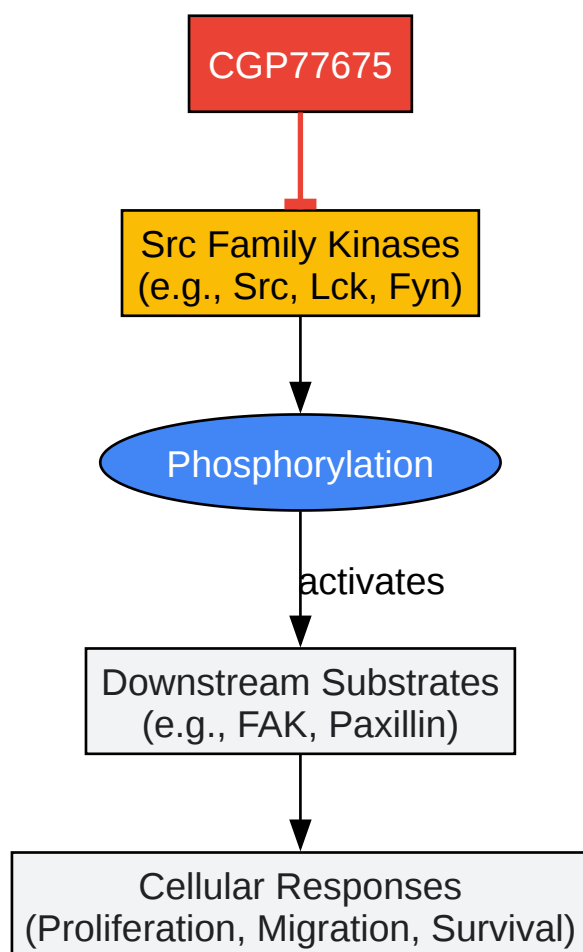 CGP77675
Src Family Kinases
(e.g., Src, Lck, Fyn)
Phosphorylation
activates
Downstream Substrates
(e.g., FAK, Paxillin)
Cellular Responses
(Proliferation, Migration, Survival)